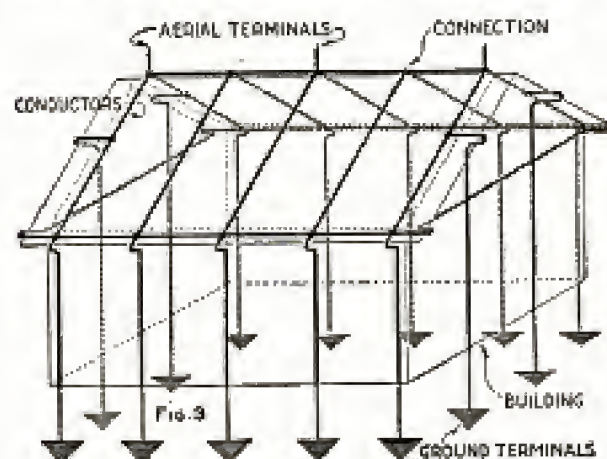 AERIAL TERMINALS
CONNECTION
CONDUCTORS
Fig. 9
BUILDING
GROUND TERMINALS